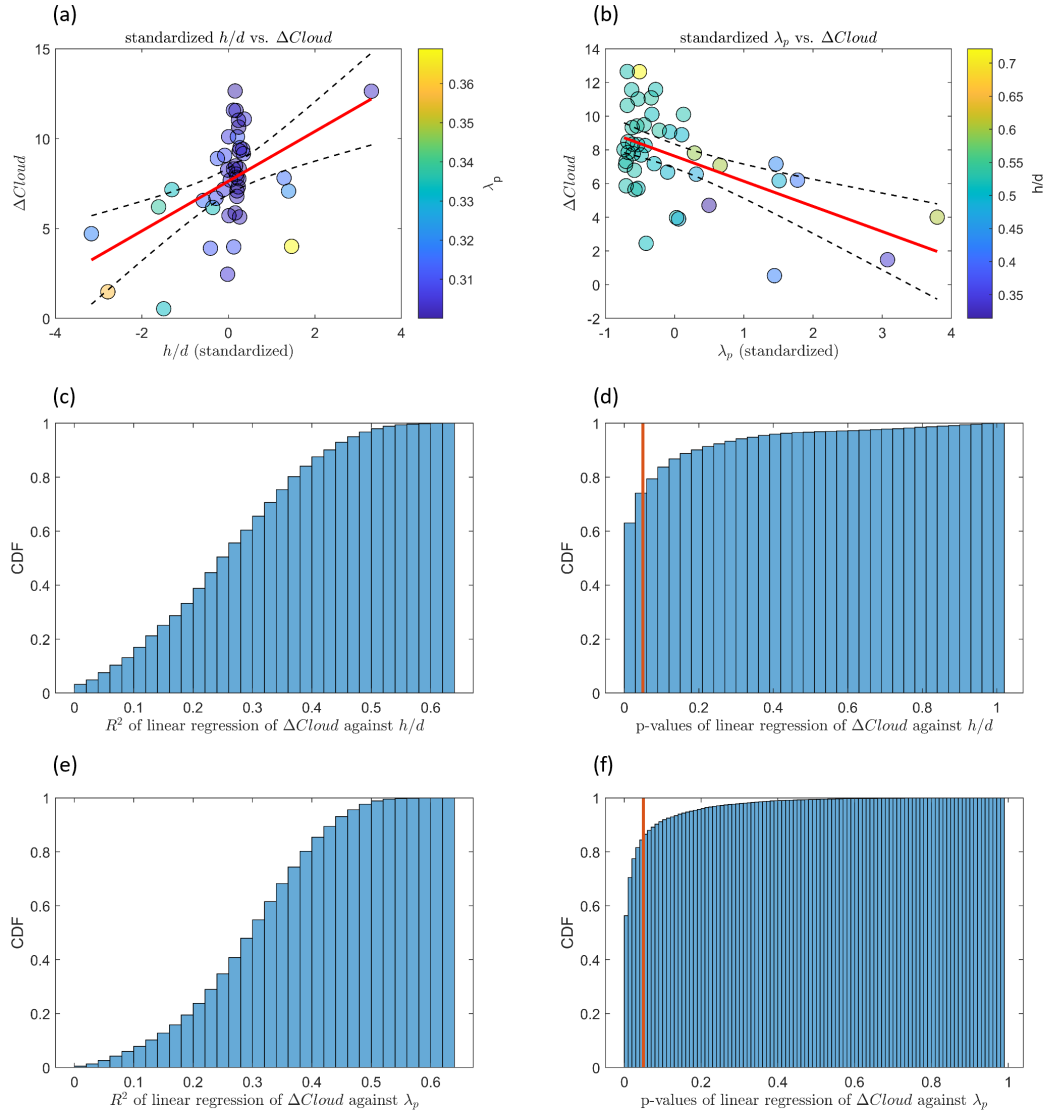 (a)
standardized h/d vs. ΔCloud
15
10
5
0
ΔCloud
-4 -2 0 2 4
h/d (standardized)
0.36
0.35
0.34
0.33
0.32
0.31
λp
(b)
standardized λp vs. ΔCloud
14
12
10
8
6
4
2
0
-2
ΔCloud
-1 0 1 2 3 4
λp (standardized)
0.7
0.65
0.6
0.55
0.5
0.45
0.4
0.35
h/d
(c)
1
0.8
0.6
0.4
0.2
0
CDF
0 0.1 0.2 0.3 0.4 0.5 0.6
R² of linear regression of ΔCloud against h/d
(d)
1
0.8
0.6
0.4
0.2
0
CDF
0 0.2 0.4 0.6 0.8 1
p-values of linear regression of ΔCloud against h/d
(e)
1
0.8
0.6
0.4
0.2
0
CDF
0 0.1 0.2 0.3 0.4 0.5 0.6
R² of linear regression of ΔCloud against λp
(f)
1
0.8
0.6
0.4
0.2
0
CDF
0 0.2 0.4 0.6 0.8 1
p-values of linear regression of ΔCloud against λp